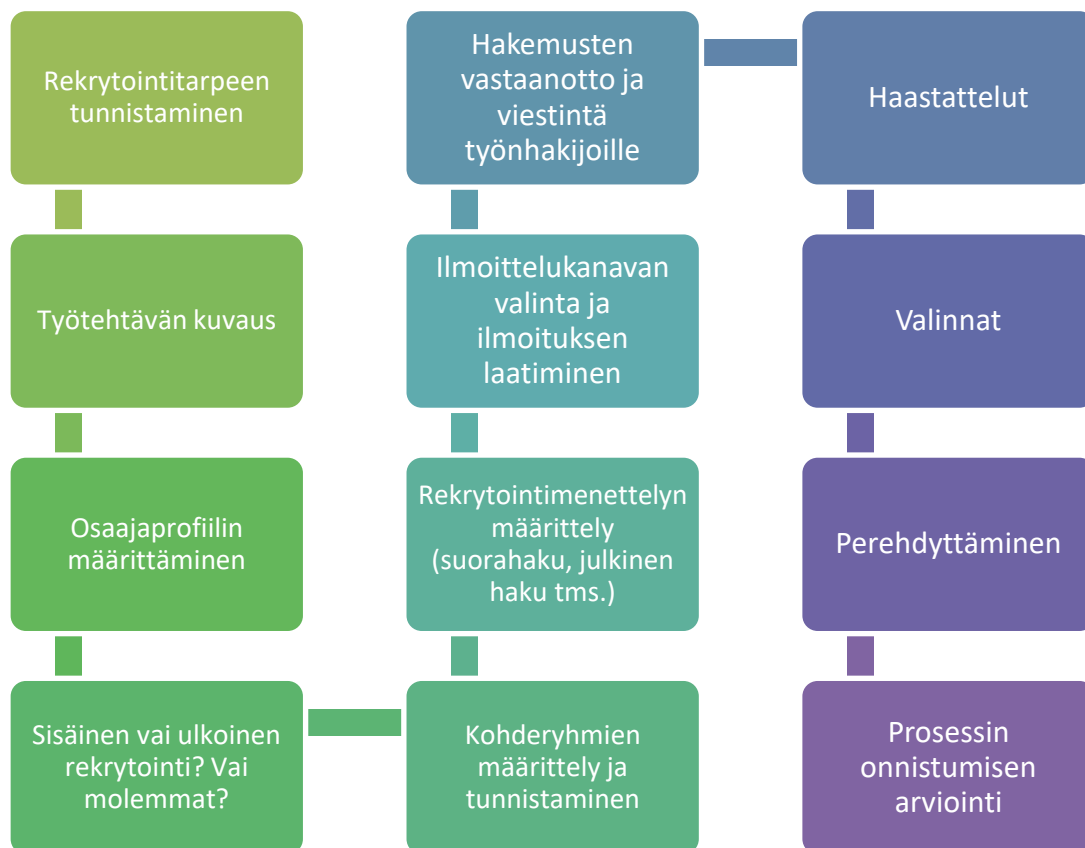 Rekrytointitarpeen
tunnistaminen
Työtehtävän kuvaus
Osaajaprofiilin
määrittäminen
Sisäinen vai ulkoinen
rekrytointi? Vai
molemmat?
Kohderyhmien
määrittely ja
tunnistaminen
Rekrytointimenettelyn
määrittely
(suorahaku, julkinen
haku tms.)
Ilmoittelukanavan
valinta ja
ilmoituksen
laatiminen
Hakemusten
vastaanotto ja
viestintä
työnhakijoille
Haastattelut
Valinnat
Perehdyttäminen
Prosessin
onnistumisen
arviointi